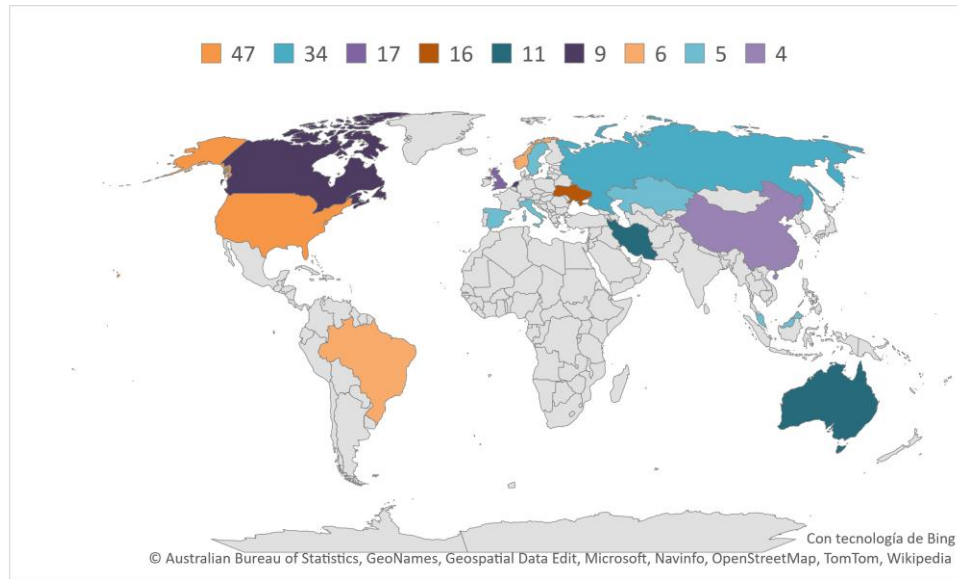 47 34 17 16 11 9 6 5 4
Con tecnología de Bing
© Australian Bureau of Statistics, GeoNames, Geospatial Data Edit, Microsoft, Navinfo, OpenStreetMap, TomTom, Wikipedia